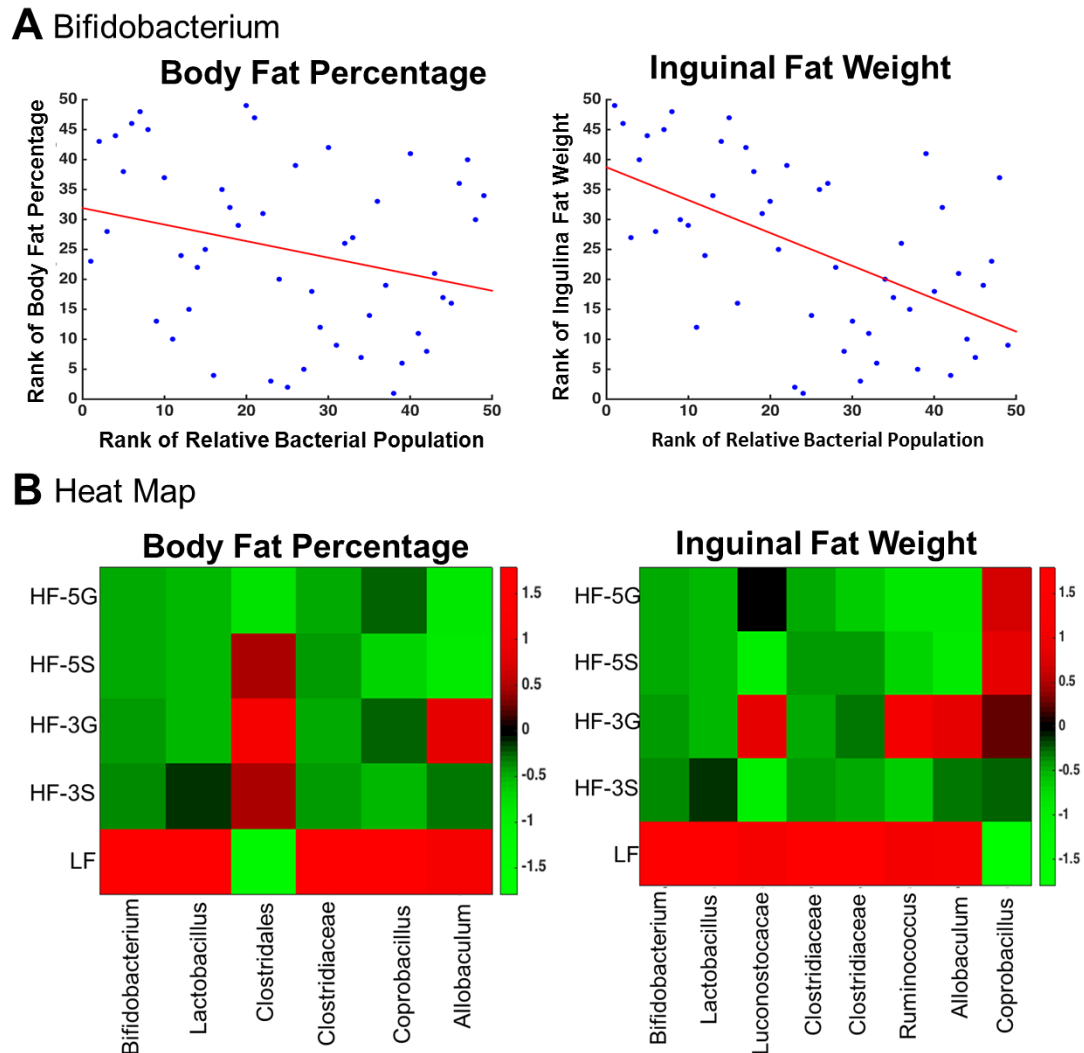 A Bifidobacterium
Body Fat Percentage
Rank of Body Fat Percentage
50
45
40
35
30
25
20
15
10
5
0
0 10 20 30 40 50
Rank of Relative Bacterial Population
Inguinal Fat Weight
Rank of Ingulina Fat Weight
50
45
40
35
30
25
20
15
10
5
0
0 10 20 30 40 50
Rank of Relative Bacterial Population
B Heat Map
Body Fat Percentage
HF-5G
HF-5S
HF-3G
HF-3S
LF
Bifidobacterium
Lactobacillus
Clostridales
Clostridiaceae
Coprobacillus
Allobaculum
1.5
1
0.5
0
-0.5
-1
-1.5
Inguinal Fat Weight
HF-5G
HF-5S
HF-3G
HF-3S
LF
Bifidobacterium
Lactobacillus
Luconostocacae
Clostridiaceae
Clostridiaceae
Ruminococcus
Allobaculum
Coprobacillus
1.5
1
0.5
0
-0.5
-1
-1.5